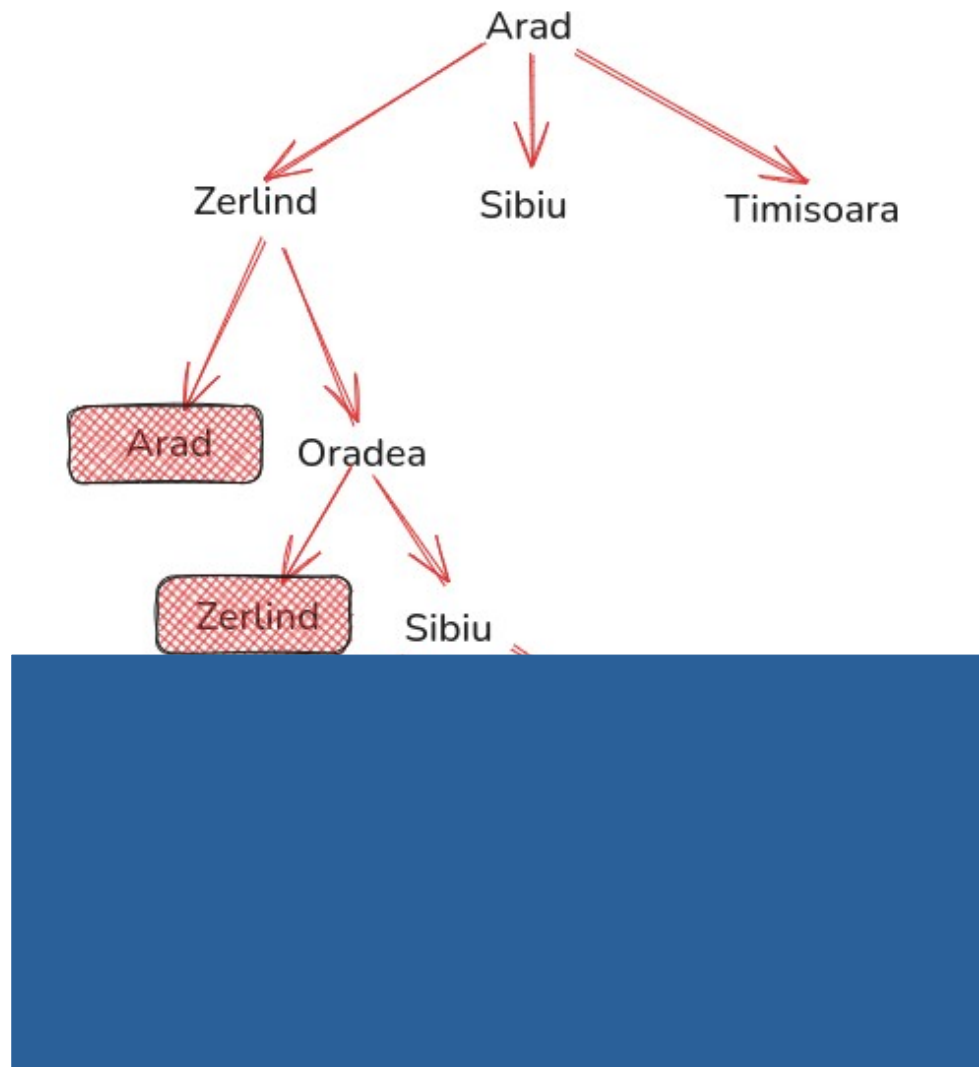 Arad
Zerlind
Sibiu
Timisoara
Arad
Oradea
Zerlind
Sibiu